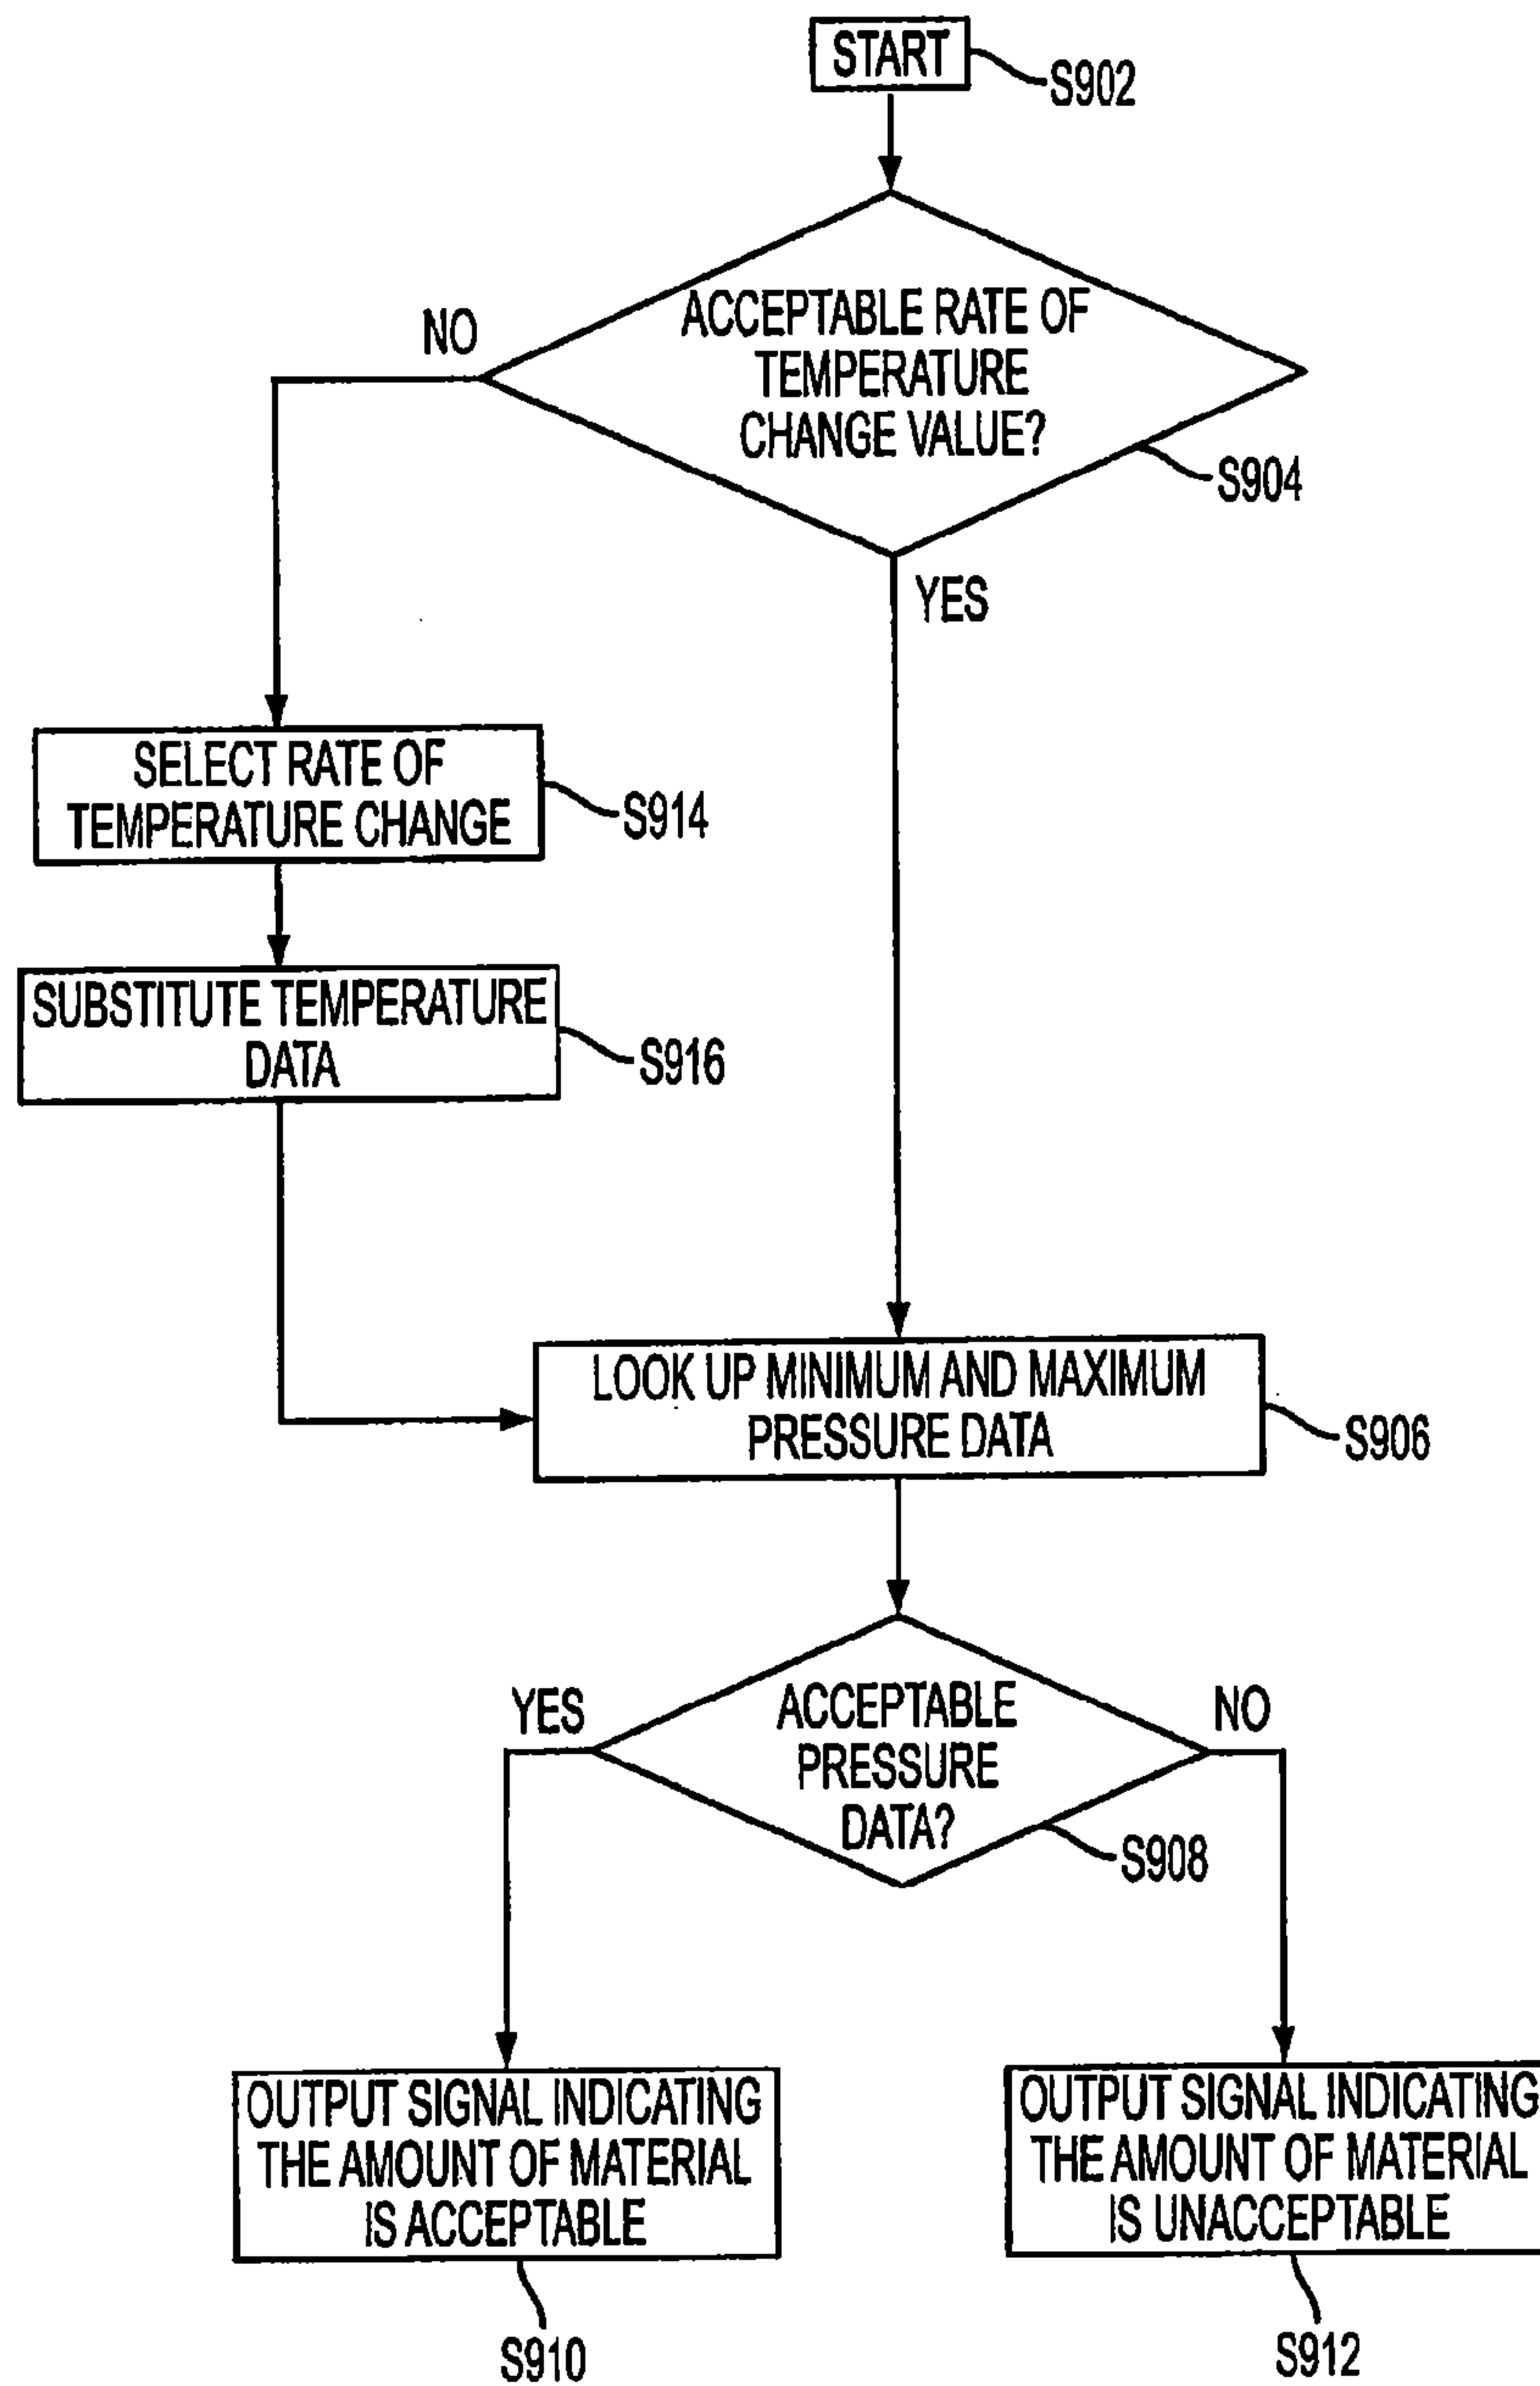 START
S902
ACCEPTABLE RATE OF
TEMPERATURE
CHANGE VALUE?
S904
NO
YES
SELECT RATE OF
TEMPERATURE CHANGE
S914
SUBSTITUTE TEMPERATURE
DATA
S916
LOOK UP MINIMUM AND MAXIMUM
PRESSURE DATA
S906
ACCEPTABLE
PRESSURE
DATA?
S908
YES
NO
OUTPUT SIGNAL INDICATING
THE AMOUNT OF MATERIAL
IS ACCEPTABLE
S910
OUTPUT SIGNAL INDICATING
THE AMOUNT OF MATERIAL
IS UNACCEPTABLE
S912